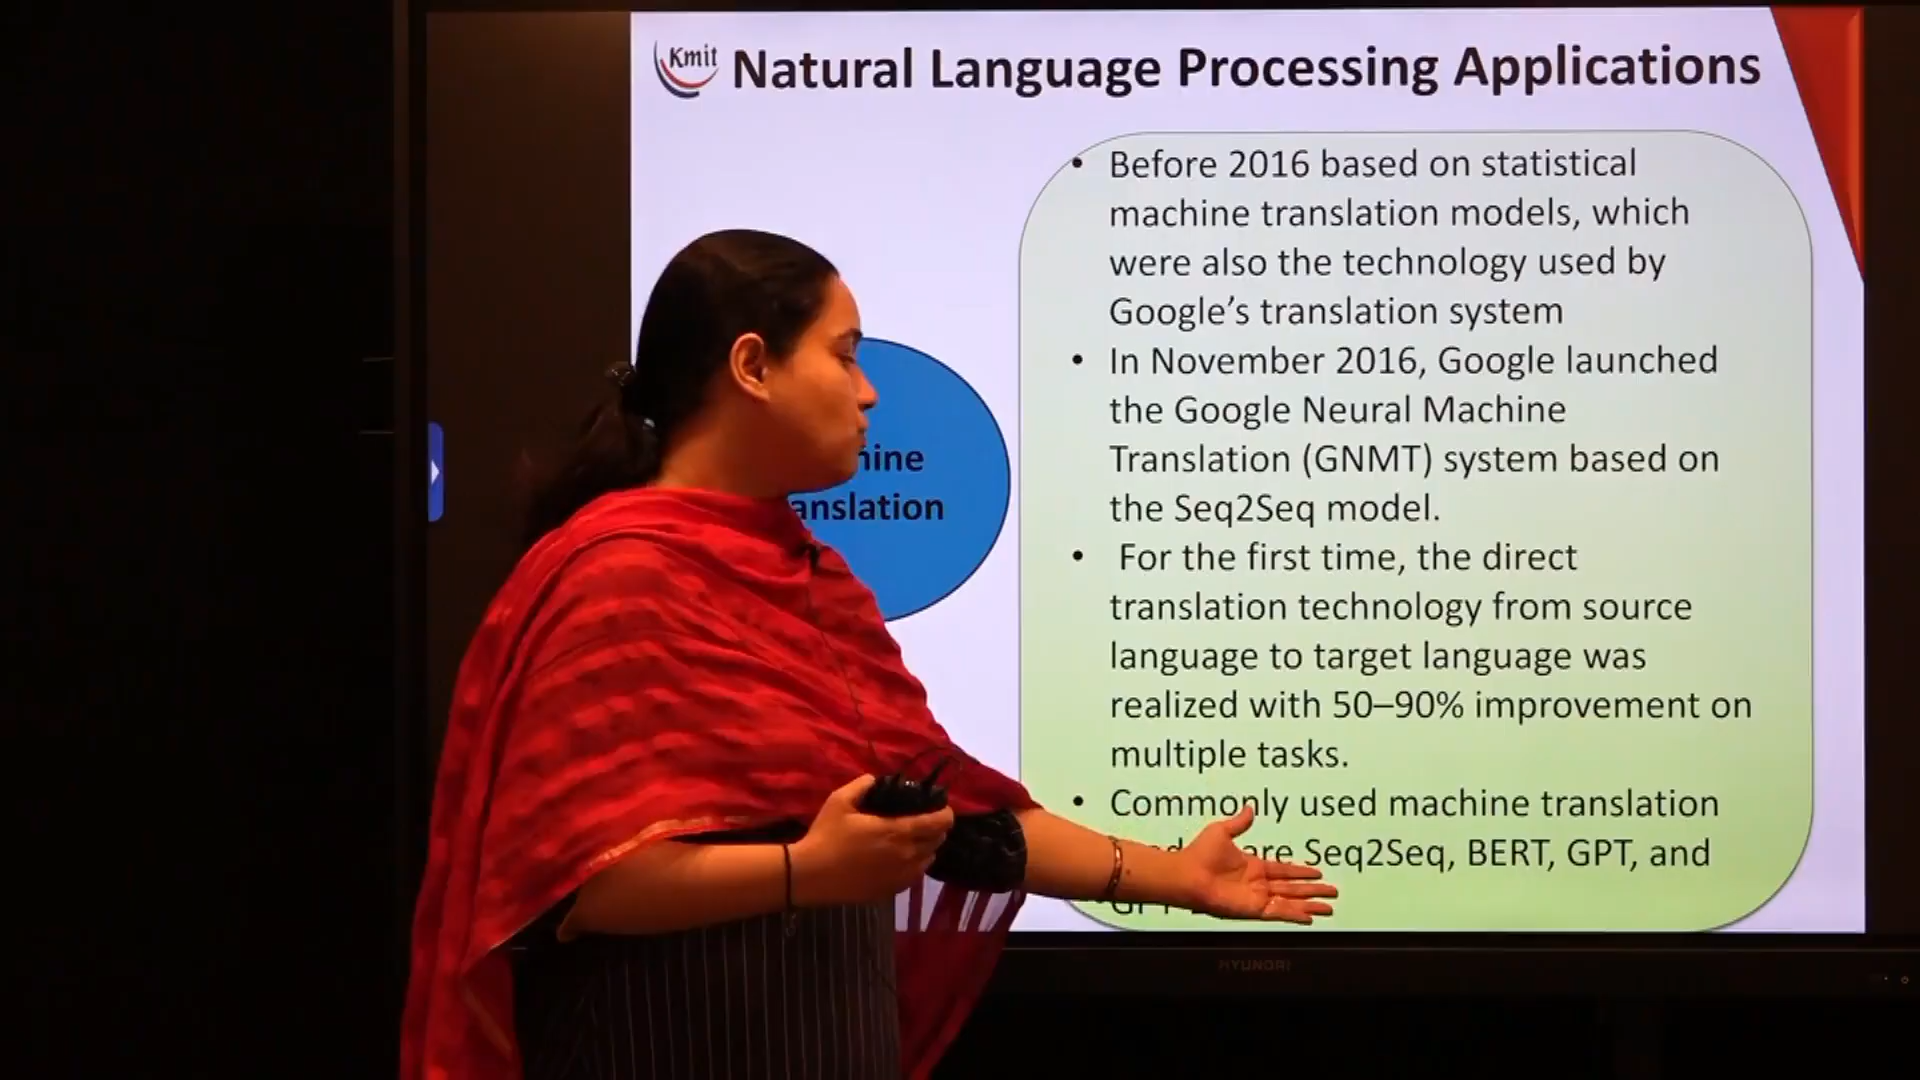 Kmit
Natural Language Processing Applications
• Before 2016 based on statistical
machine translation models, which
were also the technology used by
Google’s translation system
• In November 2016, Google launched
the Google Neural Machine
Translation (GNMT) system based on
the Seq2Seq model.
• For the first time, the direct
translation technology from source
language to target language was
realized with 50–90% improvement on
multiple tasks.
• Commonly used machine translation
are Seq2Seq, BERT, GPT, and
HYUNDAI